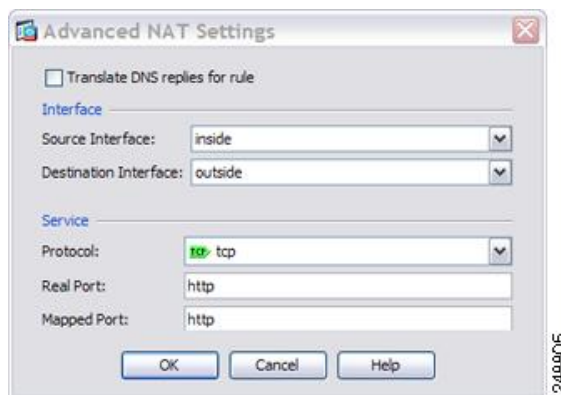 Advanced NAT Settings
Translate DNS replies for rule
Interface
Source Interface: inside
Destination Interface: outside
Service
Protocol: TCP tcp
Real Port: http
Mapped Port: http
OK Cancel Help
248905